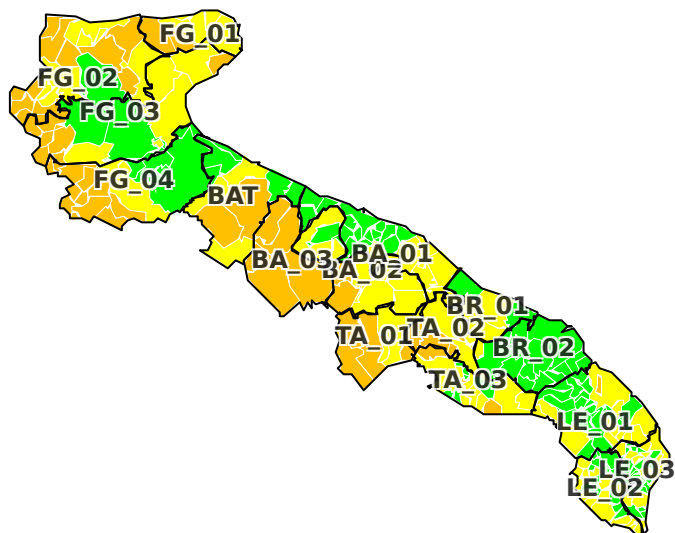 FG_01
FG_02
FG_03
FG_04
BAT
BA_01
BA_03
BA_02
BR_01
TA_02
TA_01
BR_02
TA_03
LE_01
LE_03
LE_02